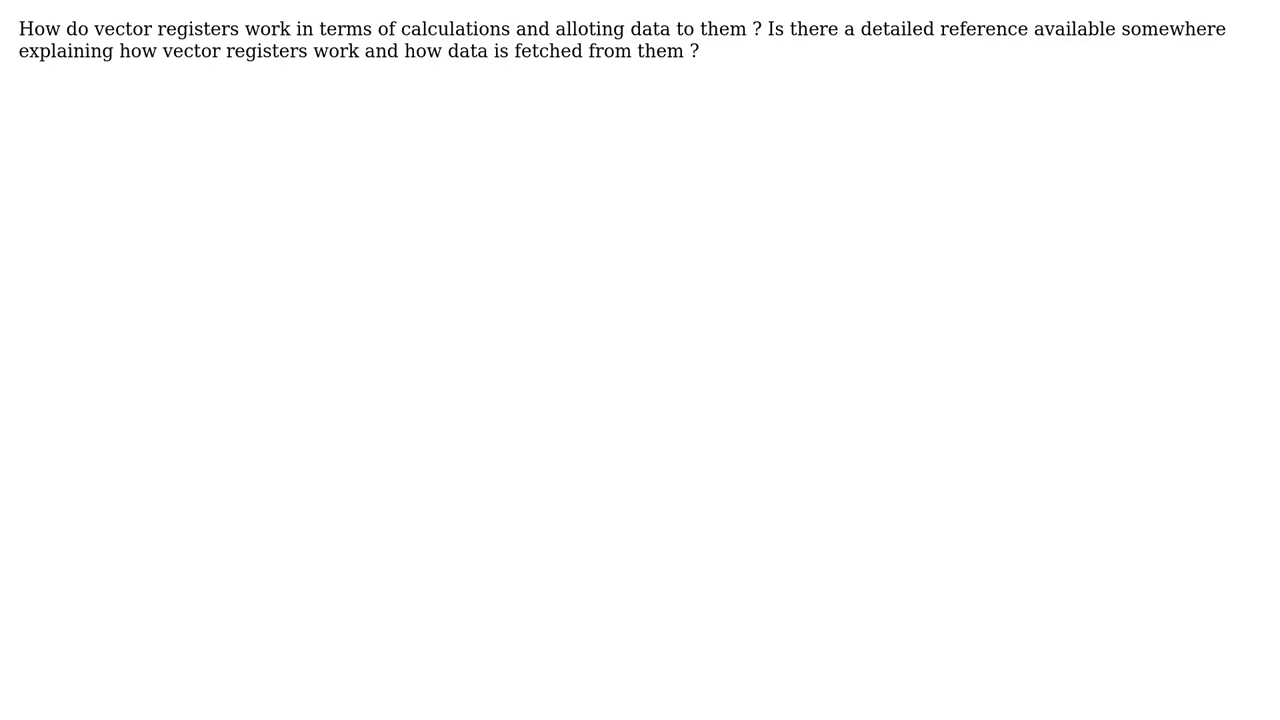 How do vector registers work in terms of calculations and alloting data to them ? Is there a detailed reference available somewhere
explaining how vector registers work and how data is fetched from them ?